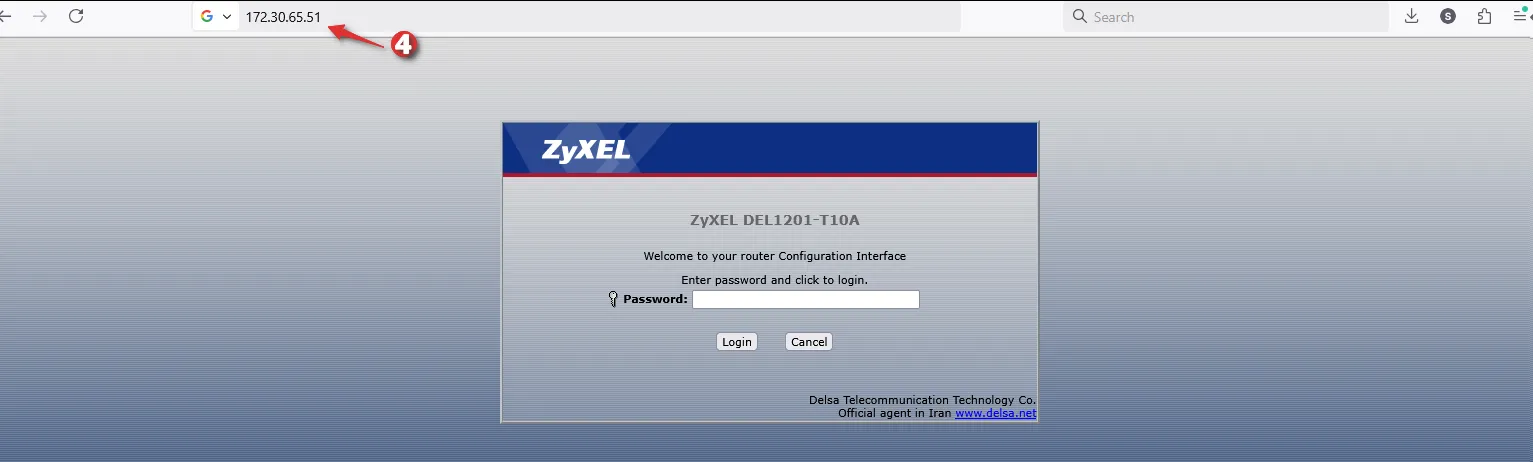 172.30.65.51
Search
S
4
ZyXEL
ZyXEL DEL1201-T10A
Welcome to your router Configuration Interface
Enter password and click to login.
Password:
Login Cancel
Delsa Telecommunication Technology Co.
Official agent in Iran www.delsa.net